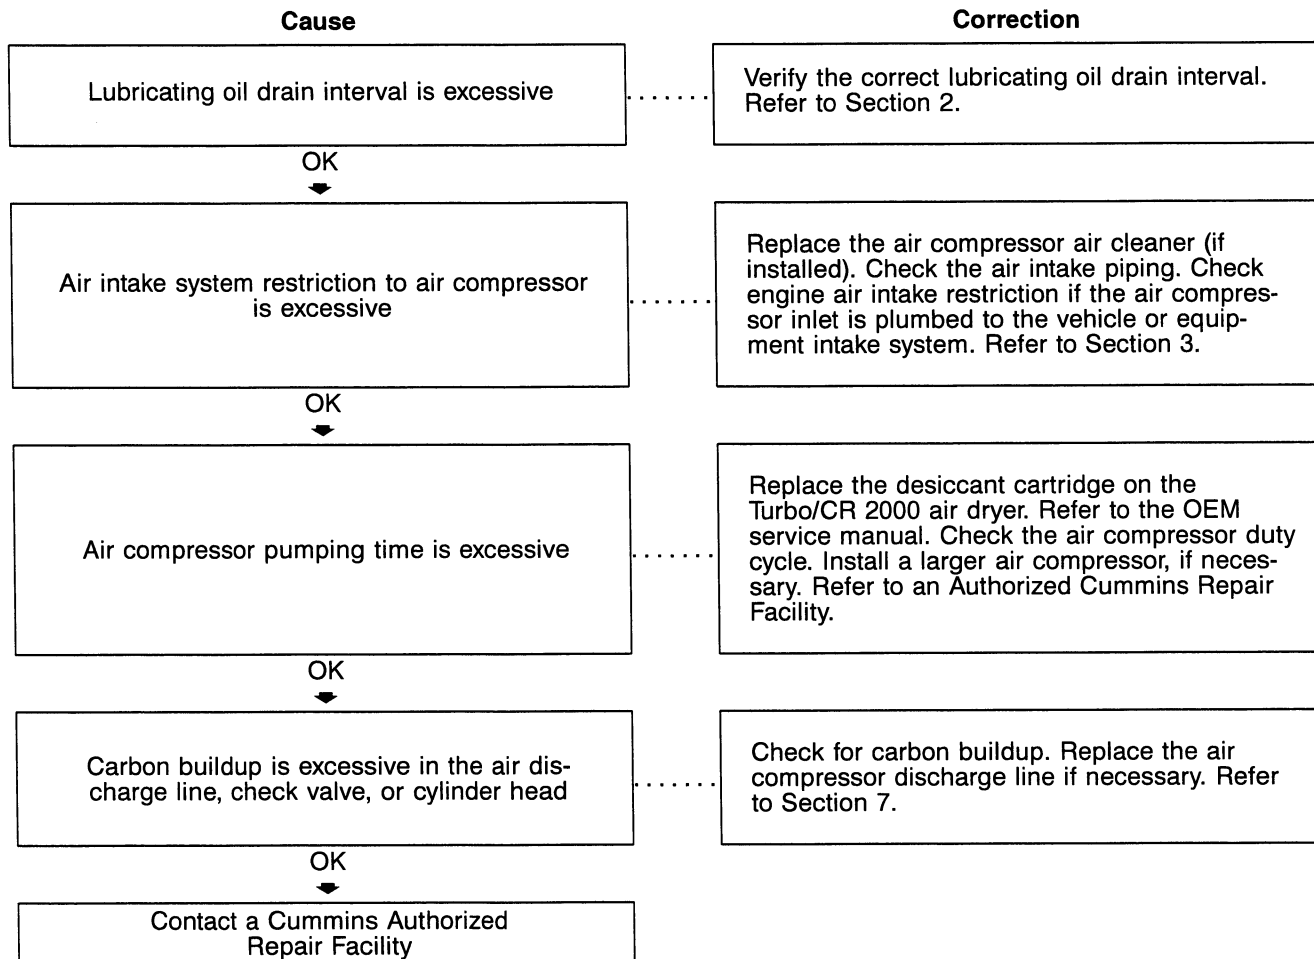 Cause
Correction
Lubricating oil drain interval is excessive
Verify the correct lubricating oil drain interval.
Refer to Section 2.
OK
Air intake system restriction to air compressor
is excessive
Replace the air compressor air cleaner (if
installed). Check the air intake piping. Check
engine air intake restriction if the air compres-
sor inlet is plumbed to the vehicle or equip-
ment intake system. Refer to Section 3.
OK
Air compressor pumping time is excessive
Replace the desiccant cartridge on the
Turbo/CR 2000 air dryer. Refer to the OEM
service manual. Check the air compressor duty
cycle. Install a larger air compressor, if neces-
sary. Refer to an Authorized Cummins Repair
Facility.
OK
Carbon buildup is excessive in the air dis-
charge line, check valve, or cylinder head
Check for carbon buildup. Replace the air
compressor discharge line if necessary. Refer
to Section 7.
OK
Contact a Cummins Authorized
Repair Facility